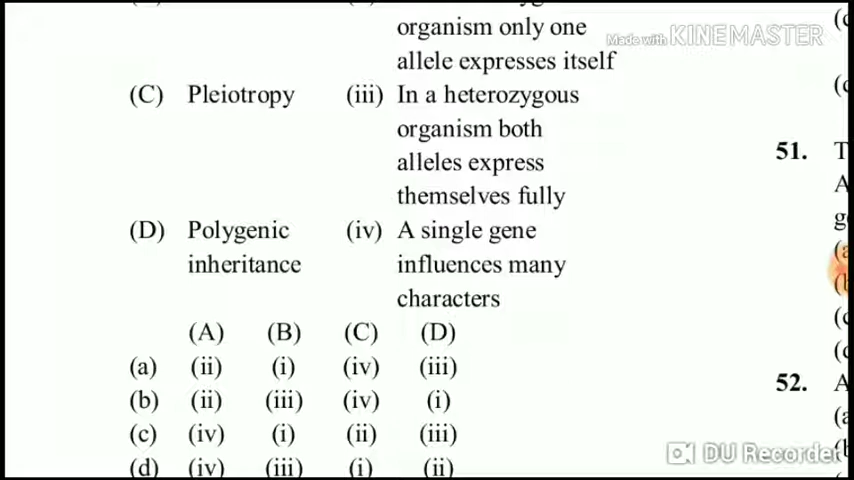 organism only one
allele expresses itself
Made with KINEMASTER
(C) Pleiotropy (iii) In a heterozygous
organism both
alleles express
themselves fully
(D) Polygenic inheritance (iv) A single gene
influences many
characters
(A) (B) (C) (D)
(a) (ii) (i) (iv) (iii)
(b) (ii) (iii) (iv) (i)
(c) (iv) (i) (ii) (iii)
(d) (iv) (iii) (i) (ii)
51.
52.
DU Recorder